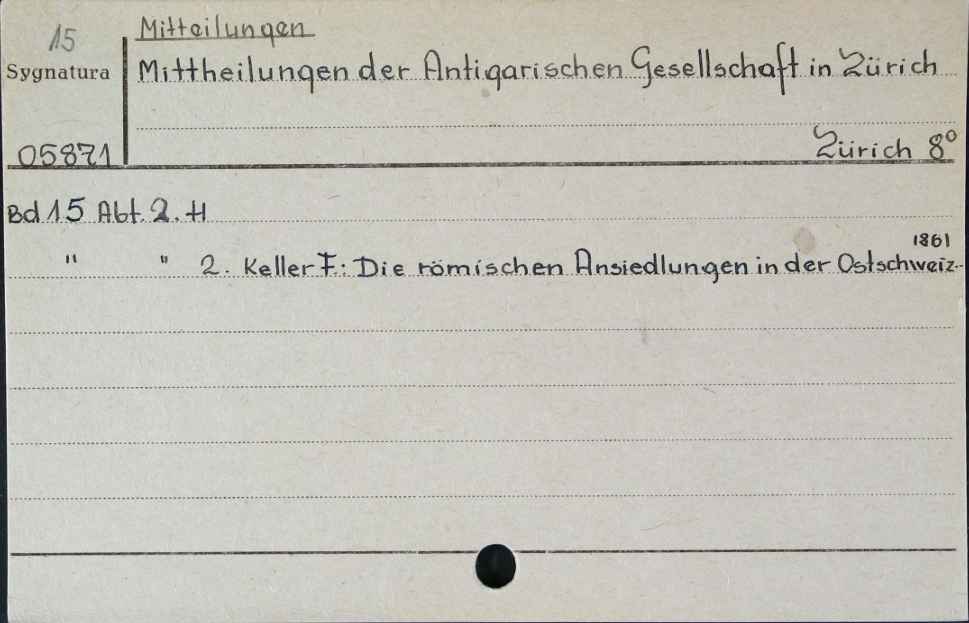 15
Mitteilungen
Sygnatura
Mittheilungen der Antiqarischen Gesellschaft in Zürich
05871
Zürich 8°
Bd 15 Abt. 2. H
1861
" " 2. Keller F.: Die römischen Ansiedlungen in der Ostschweiz.-